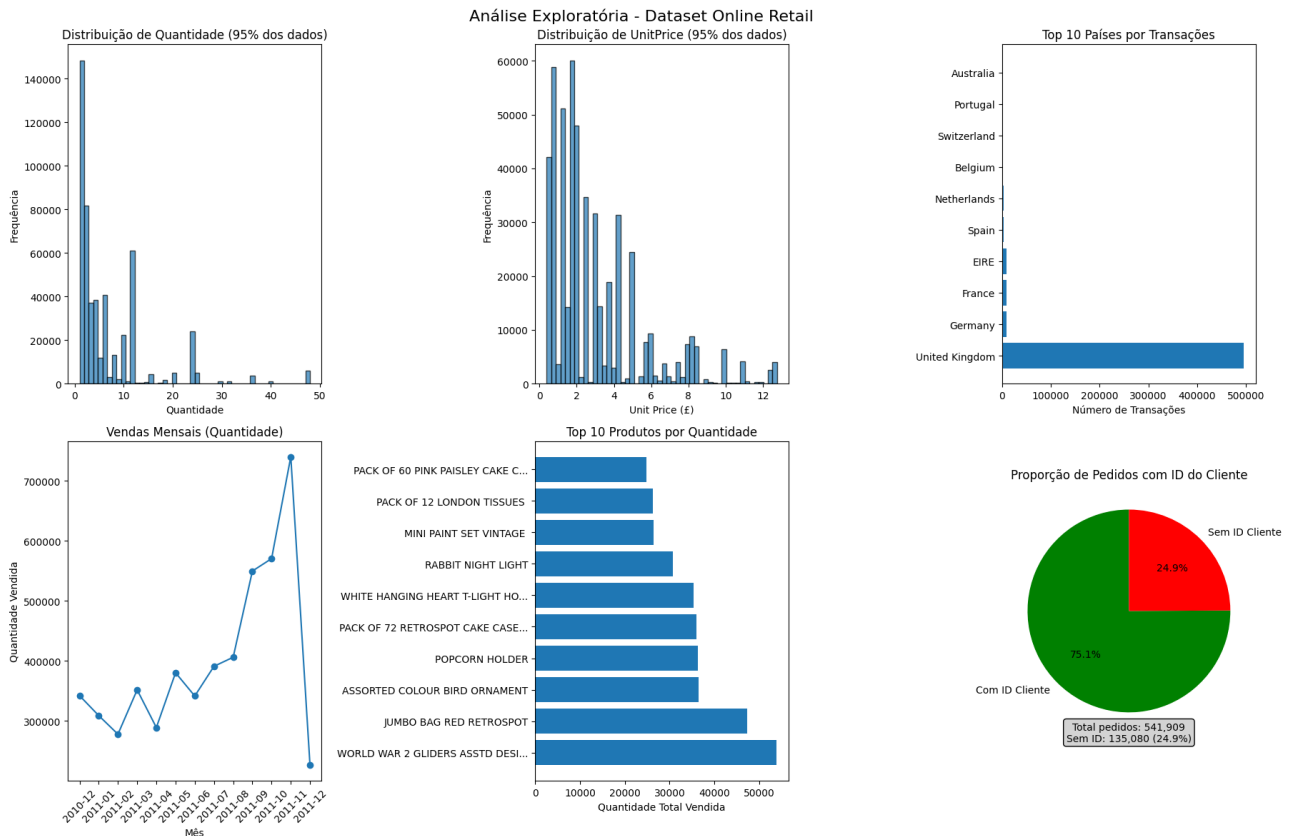 Análise Exploratória - Dataset Online Retail
Distribuição de Quantidade (95% dos dados)
Frequência
140000
120000
100000
80000
60000
40000
20000
0
0 10 20 30 40 50
Quantidade
Distribuição de UnitPrice (95% dos dados)
Frequência
60000
50000
40000
30000
20000
10000
0
0 2 4 6 8 10 12
Unit Price (£)
Top 10 Países por Transações
Australia
Portugal
Switzerland
Belgium
Netherlands
Spain
EIRE
France
Germany
United Kingdom
0 100000 200000 300000 400000 500000
Número de Transações
Vendas Mensais (Quantidade)
Quantidade Vendida
700000
600000
500000
400000
300000
2010-12 2011-01 2011-02 2011-03 2011-04 2011-05 2011-06 2011-07 2011-08 2011-09 2011-10 2011-11 2011-12
Mês
Top 10 Produtos por Quantidade
PACK OF 60 PINK PAISLEY CAKE C...
PACK OF 12 LONDON TISSUES
MINI PAINT SET VINTAGE
RABBIT NIGHT LIGHT
WHITE HANGING HEART T-LIGHT HO...
PACK OF 72 RETROSPOT CAKE CASE...
POPCORN HOLDER
ASSORTED COLOUR BIRD ORNAMENT
JUMBO BAG RED RETROSPOT
WORLD WAR 2 GLIDERS ASSTD DESI...
0 10000 20000 30000 40000 50000
Quantidade Total Vendida
Proporção de Pedidos com ID do Cliente
Sem ID Cliente
24.9%
75.1%
Com ID Cliente
Total pedidos: 541,909
Sem ID: 135,080 (24.9%)